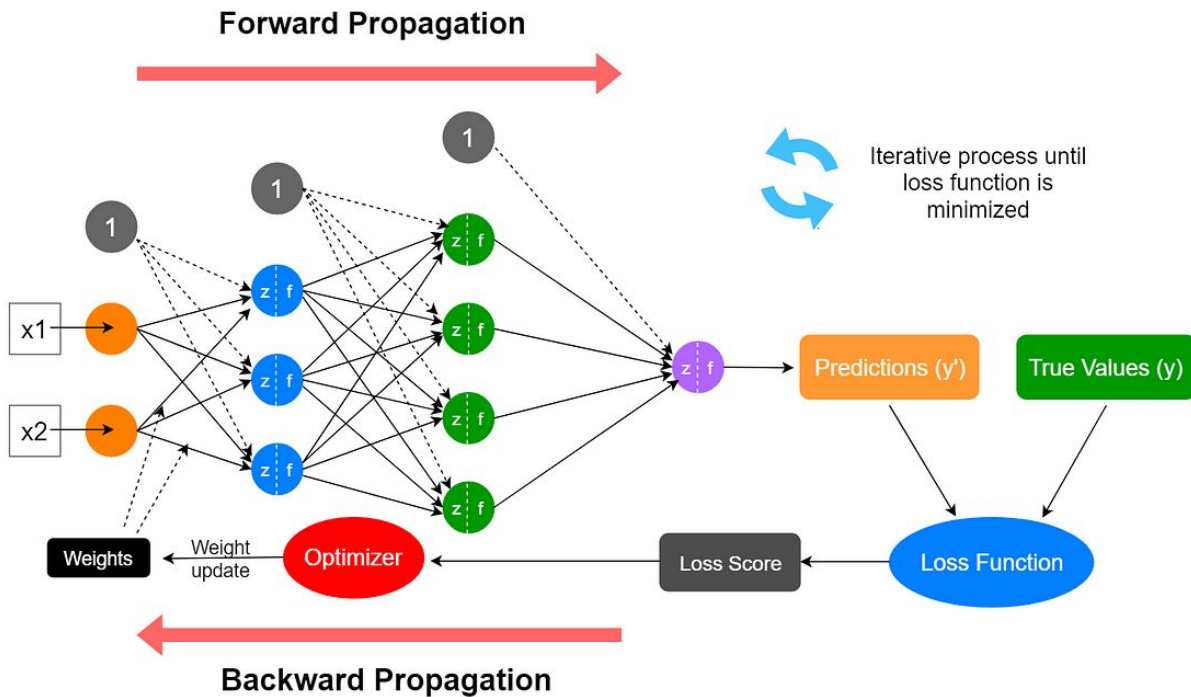 Forward Propagation
1
1
1
Iterative process until
loss function is
minimized
z f
z f
x1
z f
z f
Predictions (y')
True Values (y)
z f
z f
x2
z f
z f
Weights
Weight
update
Optimizer
Loss Score
Loss Function
Backward Propagation